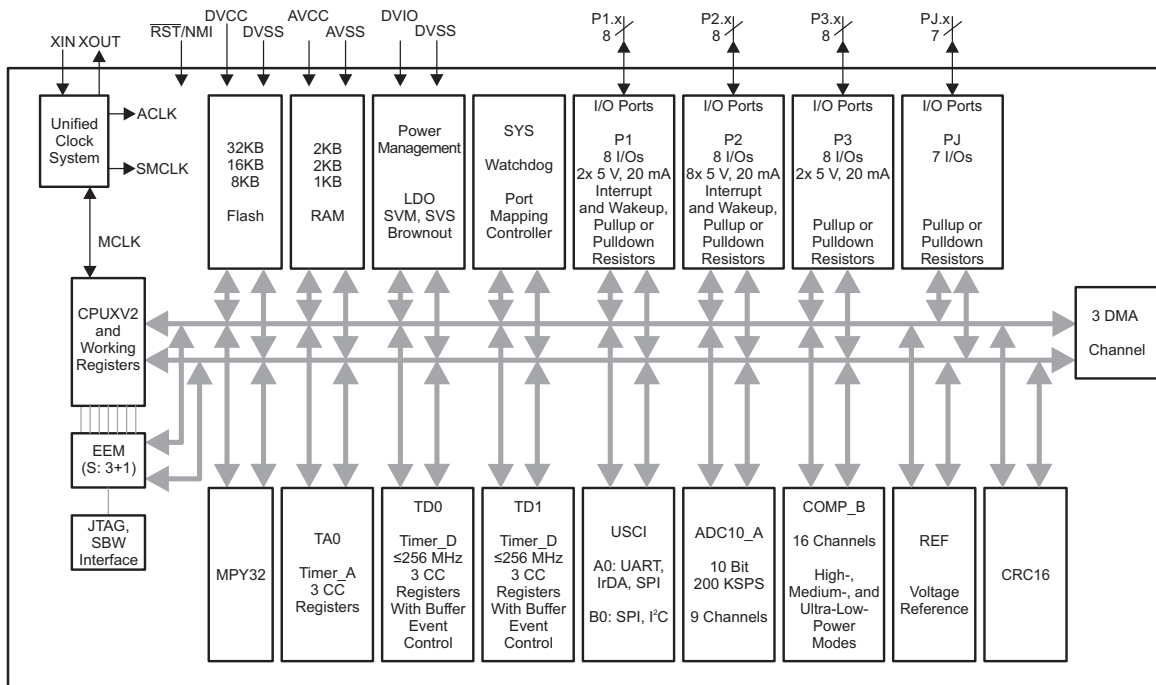 XIN XOUT
RST/NMI
DVCC
DVSS
AVCC
AVSS
DVIO
DVSS
P1.x
8
P2.x
8
P3.x
8
PJ.x
7
Unified
Clock
System
ACLK
SMCLK
MCLK
32KB
16KB
8KB
Flash
2KB
2KB
1KB
RAM
Power
Management
LDO
SVM, SVS
Brownout
SYS
Watchdog
Port
Mapping
Controller
I/O Ports
P1
8 I/Os
2x 5 V, 20 mA
Interrupt
and Wakeup,
Pullup or
Pulldown
Resistors
I/O Ports
P2
8 I/Os
8x 5 V, 20 mA
Interrupt
and Wakeup,
Pullup or
Pulldown
Resistors
I/O Ports
P3
8 I/Os
2x 5 V, 20 mA
Pullup or
Pulldown
Resistors
I/O Ports
PJ
7 I/Os
Pullup or
Pulldown
Resistors
CPUXV2
and
Working
Registers
3 DMA
Channel
EEM
(S: 3+1)
JTAG,
SBW
Interface
MPY32
TA0
Timer_A
3 CC
Registers
TD0
Timer_D
≤256 MHz
3 CC
Registers
With Buffer
Event
Control
TD1
Timer_D
≤256 MHz
3 CC
Registers
With Buffer
Event
Control
USCI
A0: UART,
IrDA, SPI
B0: SPI, I²C
ADC10_A
10 Bit
200 KSPS
9 Channels
COMP_B
16 Channels
High-,
Medium-, and
Ultra-Low-
Power
Modes
REF
Voltage
Reference
CRC16